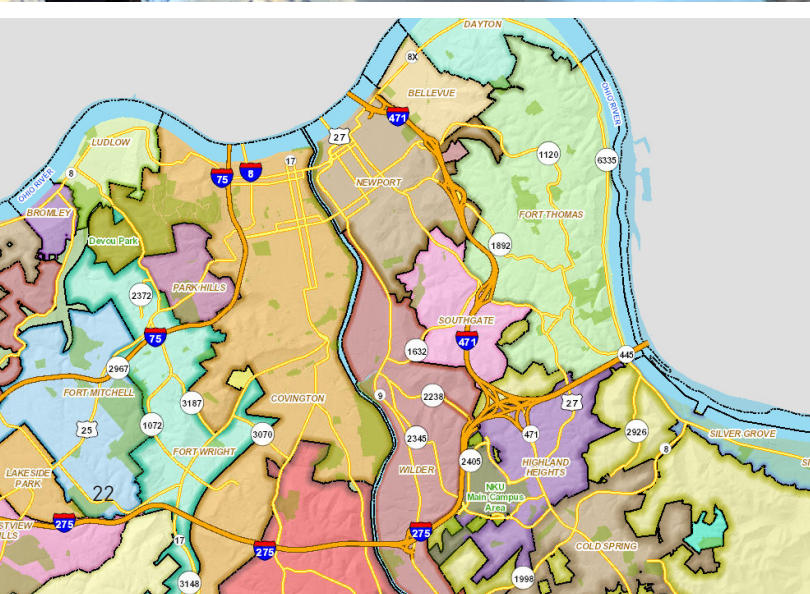 DAYTON
8X
BELLEVUE
OHIO RIVER
471
27
LUDLOW
17
1120
6335
75
8
8
NEWPORT
OHIO RIVER
BROMLEY
FORT THOMAS
Devou Park
1892
PARK HILLS
2372
SOUTHGATE
75
471
1632
445
2967
FORT MITCHELL
COVINGTON
9
2238
27
3187
25
1072
3070
2345
471
2926
SILVER GROVE
FORT WRIGHT
8
2405
WILDER
HIGHLAND
HEIGHTS
LAKESIDE
PARK
22
NKU
Main Campus
Area
275
17
275
275
COLD SPRING
3148
1998